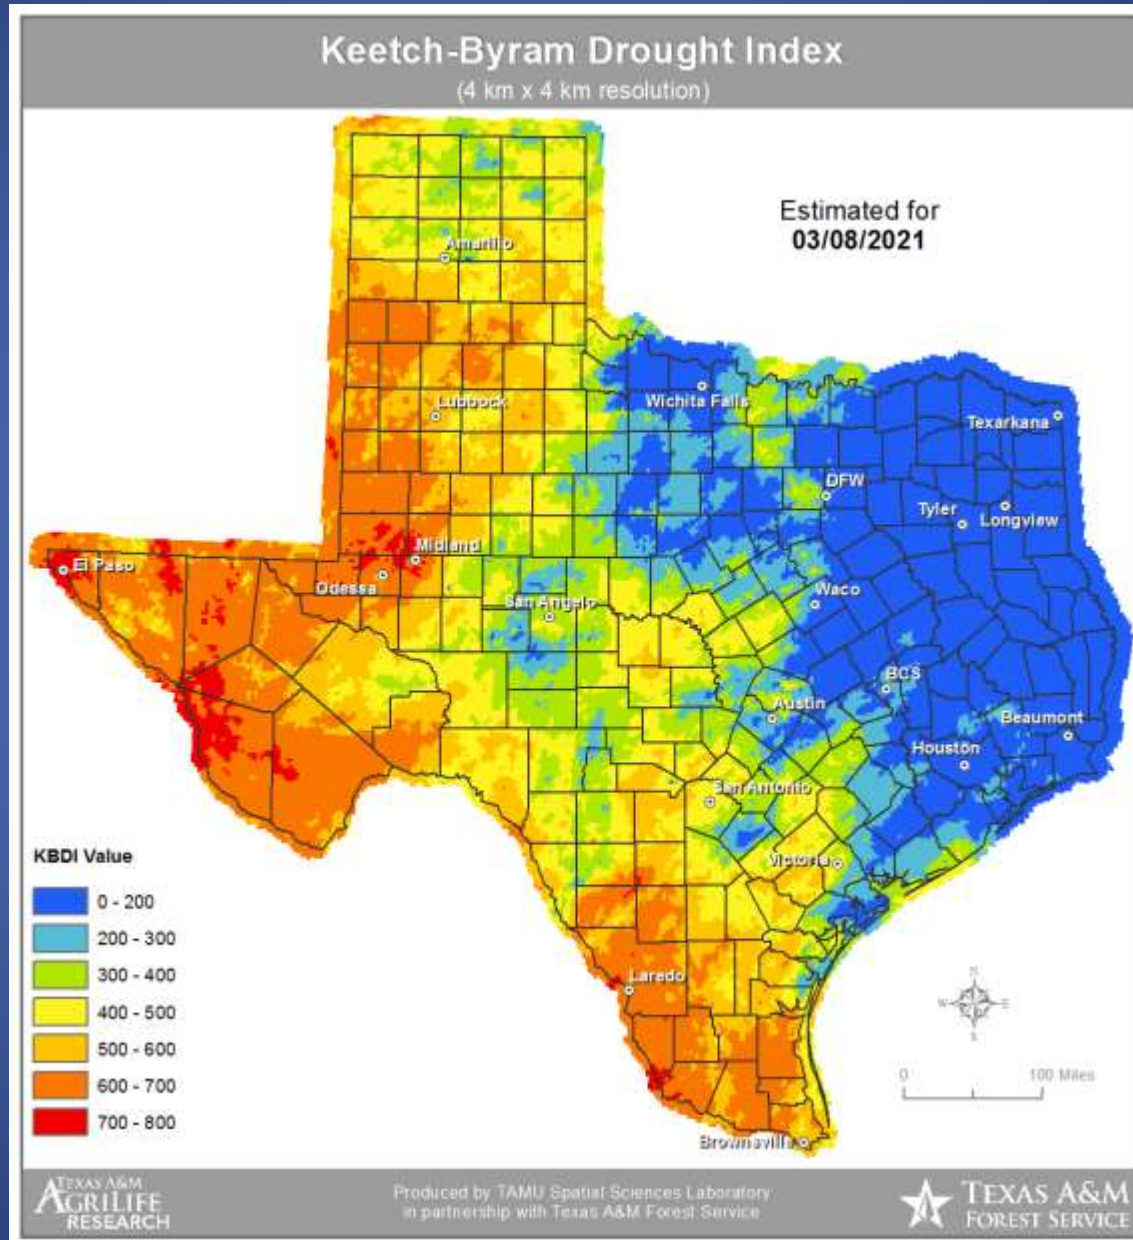 Keetch-Byram Drought Index
(4 km x 4 km resolution)
Estimated for
03/08/2021
Amarillo
Lubbock
Wichita Falls
Texarkana
DFW
Tyler
Longview
Midland
El Paso
Odessa
San Angelo
Waco
BCS
Austin
Beaumont
Houston
San Antonio
Victoria
Laredo
Brownsville
KBDI Value
0 - 200
200 - 300
300 - 400
400 - 500
500 - 600
600 - 700
700 - 800
N
W
E
S
0
100 Miles
TEXAS A&M
AGRILIFE
RESEARCH
Produced by TAMU Spatial Sciences Laboratory
in partnership with Texas A&M Forest Service
TEXAS A&M
FOREST SERVICE